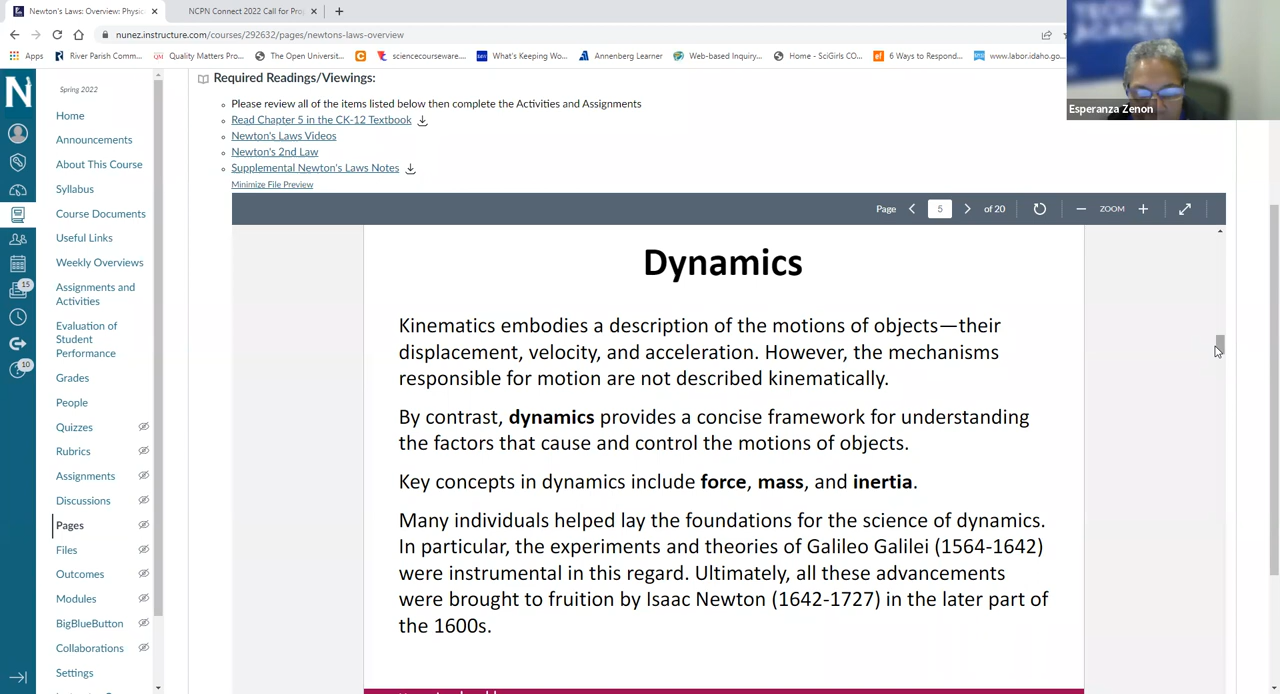 Newton's Laws: Overview: Physi
NCPN Connect 2022 Call for Pro
nunez.instructure.com/courses/292632/pages/newtons-laws-overview
Apps
River Parish Comm...
Quality Matters Pro...
The Open Universit...
sciencecourseware...
What's Keeping Wo...
Annenberg Learner
Web-based Inquiry...
Home - SciGirls CO...
6 Ways to Respond...
www.labor.idaho.go...
TECH
ACADEMY
Esperanza Zenon
N
15
10
Spring 2022
Home
Announcements
About This Course
Syllabus
Course Documents
Useful Links
Weekly Overviews
Assignments and
Activities
Evaluation of
Student
Performance
Grades
People
Quizzes
Rubrics
Assignments
Discussions
Pages
Files
Outcomes
Modules
BigBlueButton
Collaborations
Settings
Required Readings/Viewings:
Please review all of the items listed below then complete the Activities and Assignments
Read Chapter 5 in the CK-12 Textbook
Newton's Laws Videos
Newton's 2nd Law
Supplemental Newton's Laws Notes
Minimize File Preview
Page 5 of 20 ZOOM
Dynamics
Kinematics embodies a description of the motions of objects—their
displacement, velocity, and acceleration. However, the mechanisms
responsible for motion are not described kinematically.
By contrast, dynamics provides a concise framework for understanding
the factors that cause and control the motions of objects.
Key concepts in dynamics include force, mass, and inertia.
Many individuals helped lay the foundations for the science of dynamics.
In particular, the experiments and theories of Galileo Galilei (1564-1642)
were instrumental in this regard. Ultimately, all these advancements
were brought to fruition by Isaac Newton (1642-1727) in the later part of
the 1600s.